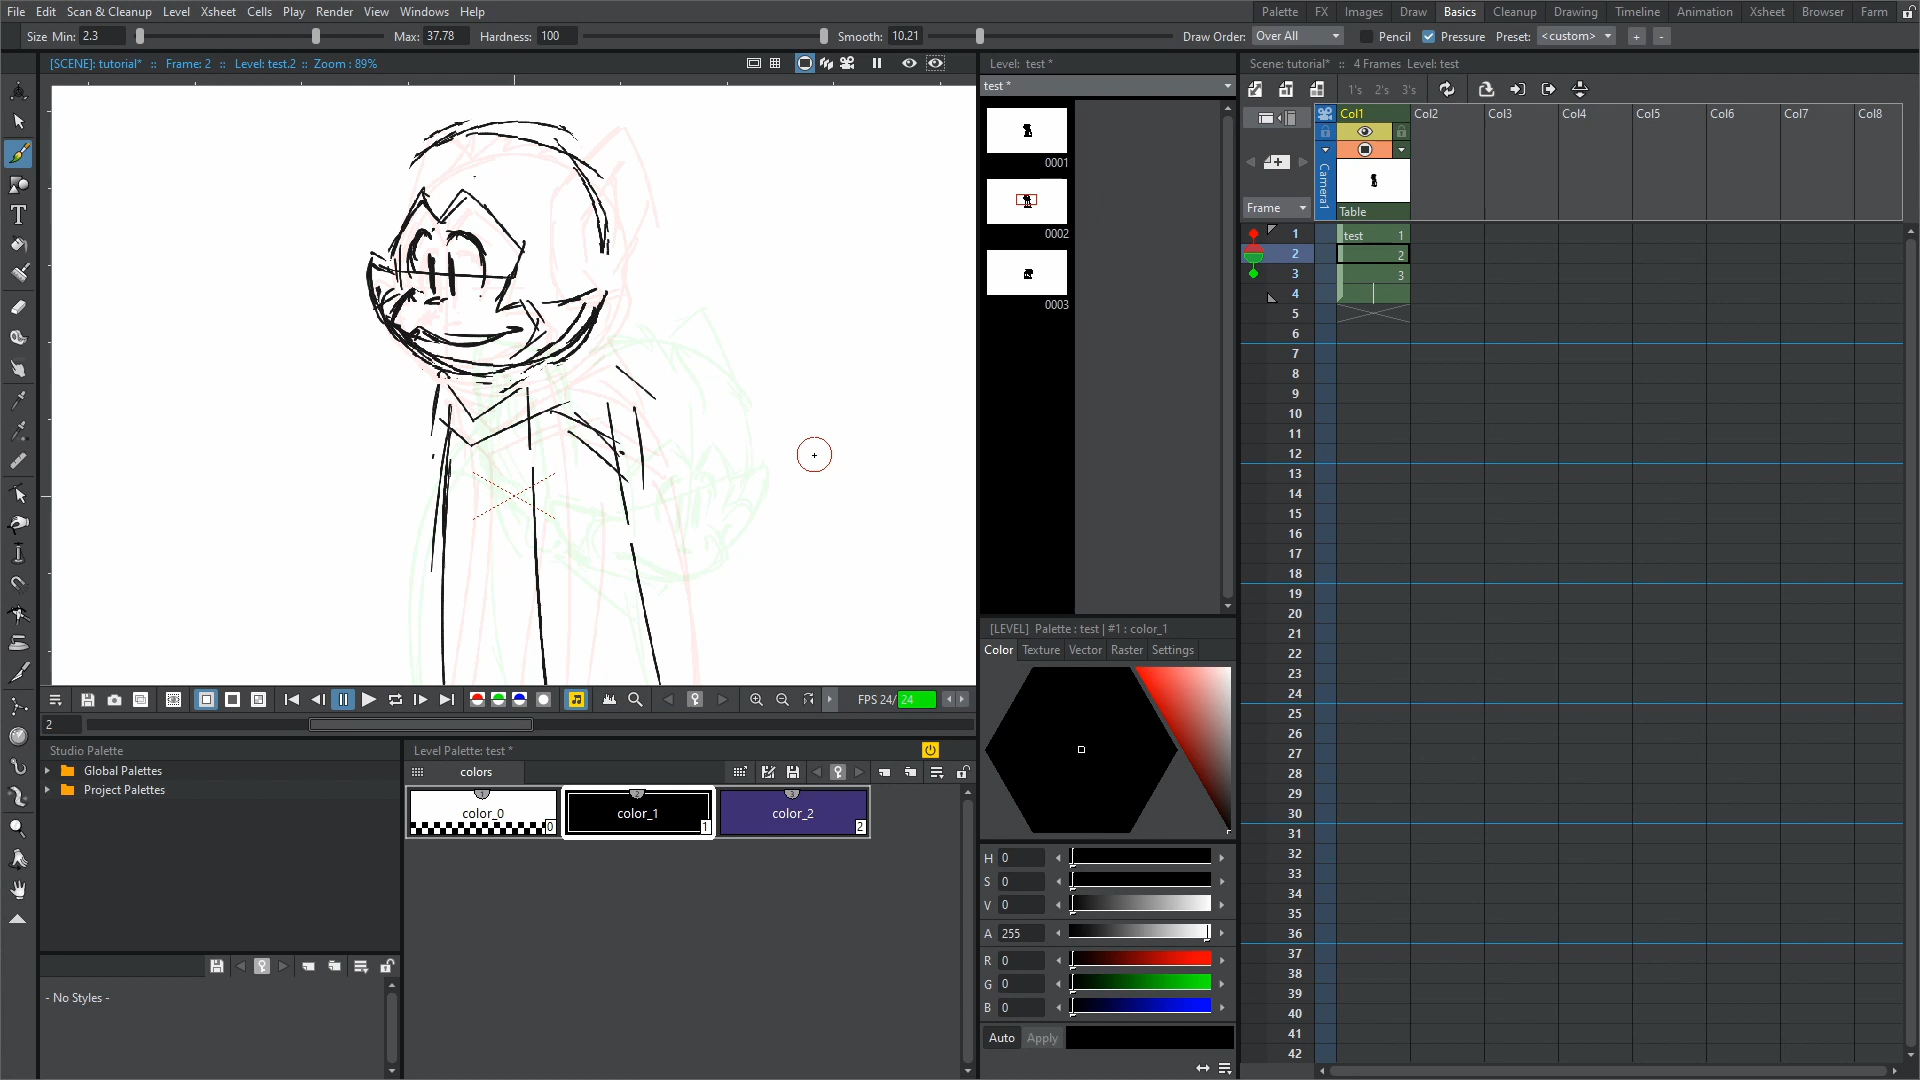 File Edit Scan & Cleanup Level Xsheet Cells Play Render View Windows Help
Palette FX Images Draw Basics Cleanup Drawing Timeline Animation Xsheet Browser Farm
Size Min: 2.3 Max: 37.78 Hardness: 100 Smooth: 10.21 Draw Order: Over All Pencil Pressure Preset: <custom> + -
[SCENE]: tutorial* :: Frame: 2 :: Level: test.2 :: Zoom : 89%
Level: test *
Scene: tutorial* :: 4 Frames Level: test
test *
1's 2's 3's
Col1 Col2 Col3 Col4 Col5 Col6 Col7 Col8
0001
Camera1
Frame
Table
0002
0003
1 test 1
2 2
3 3
4
5
6
7
8
9
10
11
12
13
14
15
16
17
18
19
20
21
22
23
24
25
26
27
28
29
30
31
32
33
34
35
36
37
38
39
40
41
42
[LEVEL] Palette : test | #1 : color_1
Color Texture Vector Raster Settings
FPS 24/ 24
2
Studio Palette
Global Palettes
Project Palettes
- No Styles -
Level Palette: test *
colors
1 2 3
color_0 color_1 color_2
0 1 2
H 0
S 0
V 0
A 255
R 0
G 0
B 0
Auto Apply